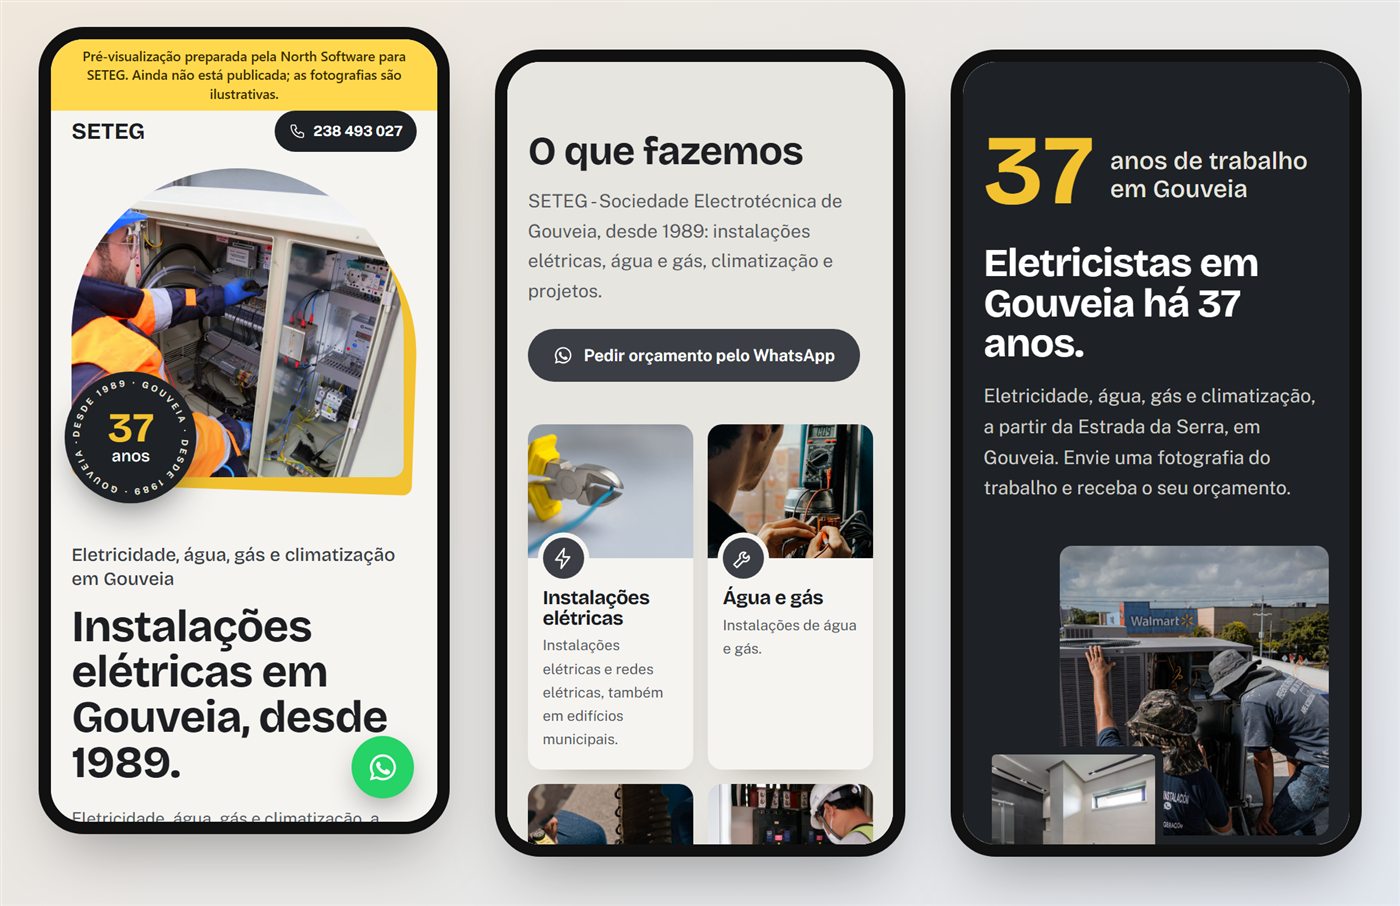 Pré-visualização preparada pela North Software para
SETEG. Ainda não está publicada; as fotografias são
ilustrativas.
SETEG
238 493 027
DESDE 1989 · GOUVEIA · DESDE 1989 · GOUVEIA ·
37
anos
Eletricidade, água, gás e climatização
em Gouveia
Instalações
elétricas em
Gouveia, desde
1989.
Eletricidade, água, gás e climatização, a
O que fazemos
SETEG - Sociedade Electrotécnica de
Gouveia, desde 1989: instalações
elétricas, água e gás, climatização e
projetos.
Pedir orçamento pelo WhatsApp
Instalações
elétricas
Instalações
elétricas e redes
elétricas, também
em edifícios
municipais.
Água e gás
Instalações de água
e gás.
37
anos de trabalho
em Gouveia
Eletricistas em
Gouveia há 37
anos.
Eletricidade, água, gás e climatização,
a partir da Estrada da Serra, em
Gouveia. Envie uma fotografia do
trabalho e receba o seu orçamento.
Walmart